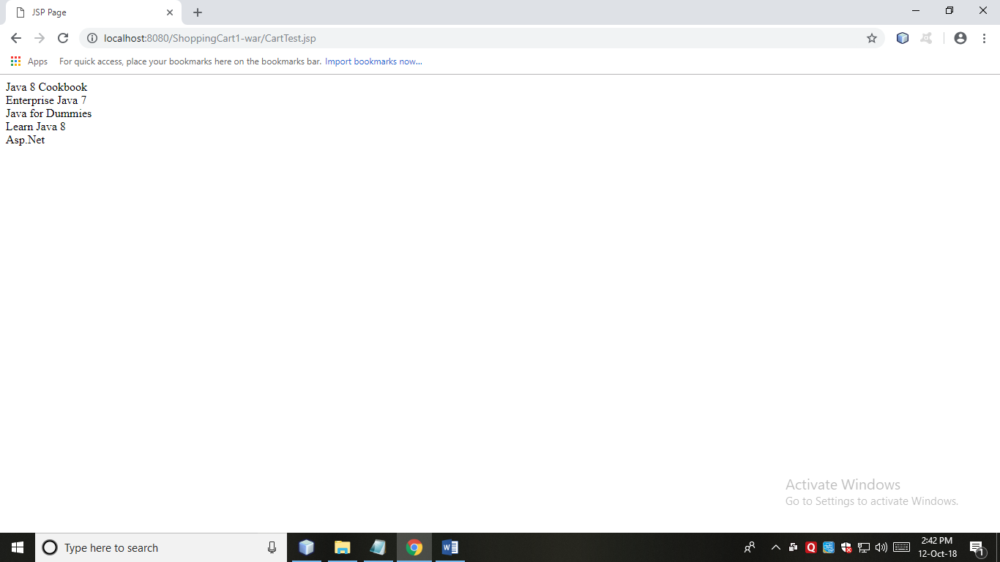 JSP Page
localhost:8080/ShoppingCart1-war/CartTest.jsp
Apps For quick access, place your bookmarks here on the bookmarks bar. Import bookmarks now...
Java 8 Cookbook
Enterprise Java 7
Java for Dummies
Learn Java 8
Asp.Net
Activate Windows
Go to Settings to activate Windows.
Type here to search
W
Q
2:42 PM
12-Oct-18
1